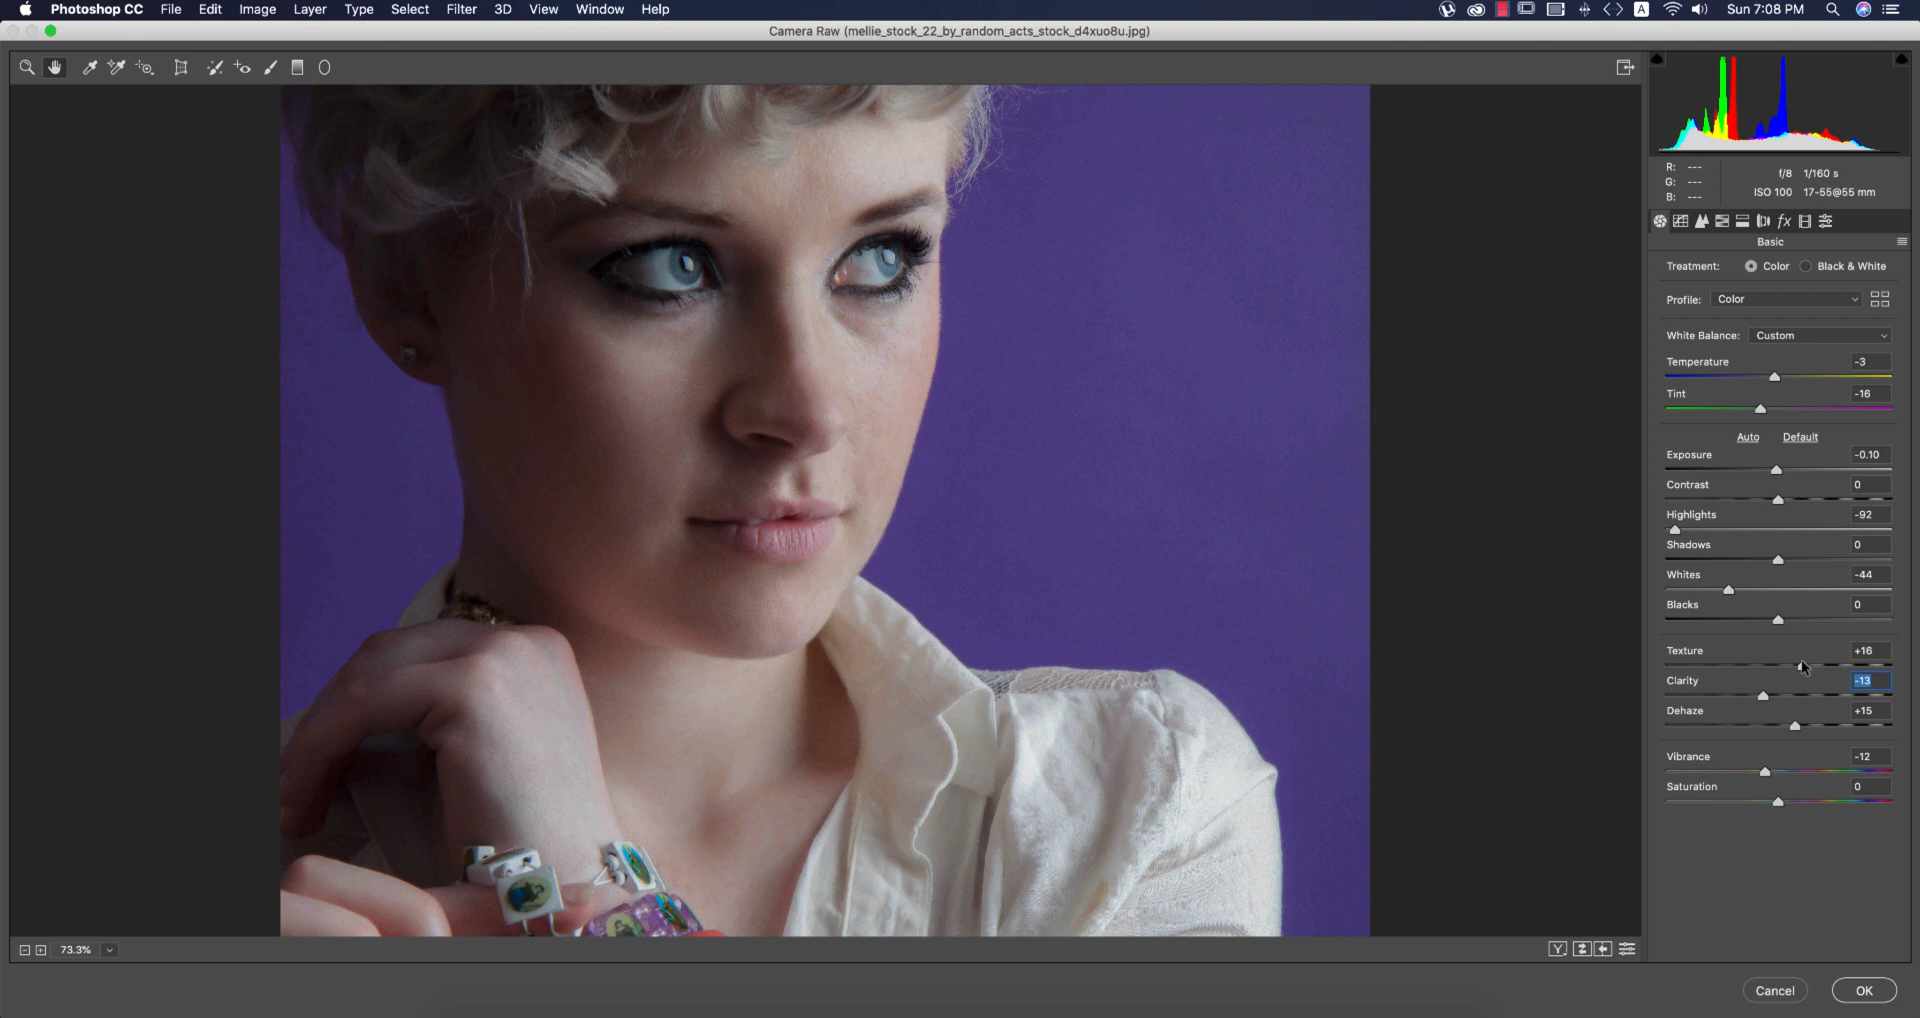 Photoshop CC File Edit Image Layer Type Select Filter 3D View Window Help A Sun 7:08 PM
Camera Raw (mellie_stock_22_by_random_acts_stock_d4xuo8u.jpg)
R: ---
G: ---
B: ---
f/8 1/160 s
ISO 100 17-55@55 mm
fx
Basic
Treatment: Color Black & White
Profile: Color
White Balance: Custom
Temperature -3
Tint -16
Auto Default
Exposure -0.10
Contrast 0
Highlights -92
Shadows 0
Whites -44
Blacks 0
Texture +16
Clarity -13
Dehaze +15
Vibrance -12
Saturation 0
73.3% Y
Cancel OK